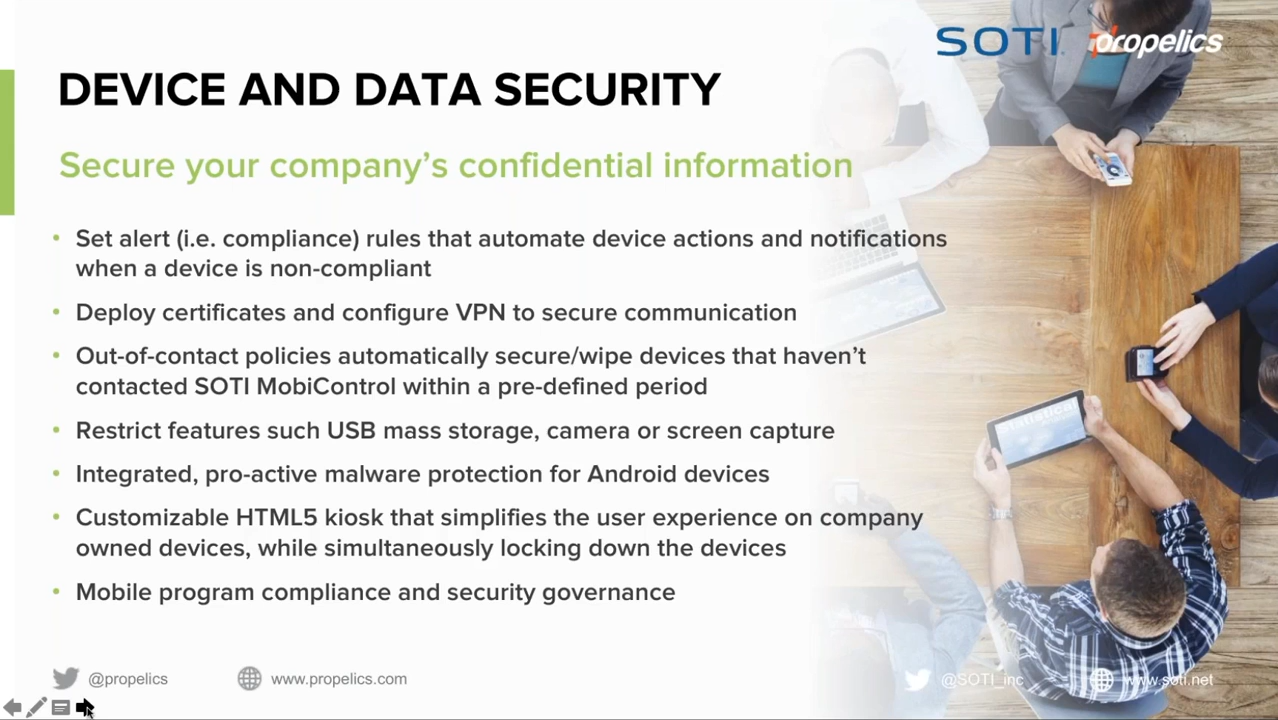 SOTI propelics
DEVICE AND DATA SECURITY
Secure your company's confidential information
• Set alert (i.e. compliance) rules that automate device actions and notifications
when a device is non-compliant
• Deploy certificates and configure VPN to secure communication
• Out-of-contact policies automatically secure/wipe devices that haven't
contacted SOTI MobiControl within a pre-defined period
• Restrict features such USB mass storage, camera or screen capture
• Integrated, pro-active malware protection for Android devices
• Customizable HTML5 kiosk that simplifies the user experience on company
owned devices, while simultaneously locking down the devices
• Mobile program compliance and security governance
Statistical
@propelics www.propelics.com @SOTI_inc www.soti.net